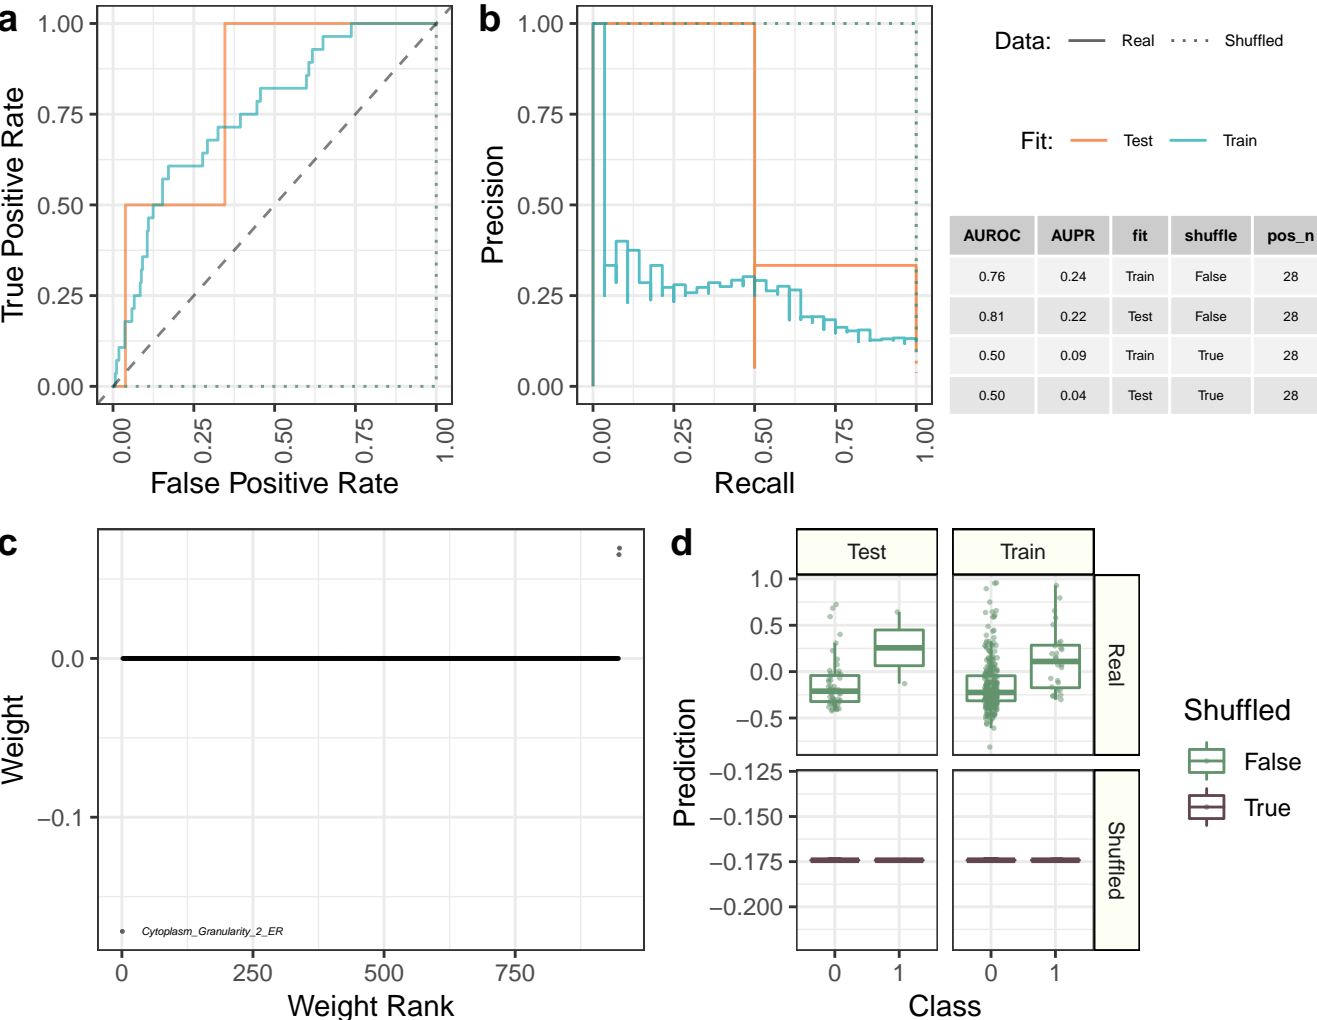 a
True Positive Rate
1.00
0.75
0.50
0.25
0.00
0.00
0.25
0.50
0.75
1.00
False Positive Rate
b
Precision
1.00
0.75
0.50
0.25
0.00
0.00
0.25
0.50
0.75
1.00
Recall
Data: Real Shuffled
Fit: Test Train
AUROC AUPR fit shuffle pos_n
0.76 0.24 Train False 28
0.81 0.22 Test False 28
0.50 0.09 Train True 28
0.50 0.04 Test True 28
c
Weight
0.0
−0.1
Cytoplasm_Granularity_2_ER
0 250 500 750
Weight Rank
d
Test Train
Prediction
1.0
0.5
0.0
−0.5
Real
−0.125
−0.150
−0.175
−0.200
Shuffled
0 1 0 1
Class
Shuffled
False
True